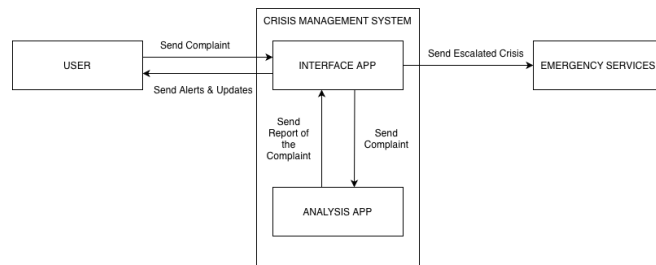 CRISIS MANAGEMENT SYSTEM
Send Complaint
USER
INTERFACE APP
Send Escalated Crisis
EMERGENCY SERVICES
Send Alerts & Updates
Send
Report of
the
Complaint
Send
Complaint
ANALYSIS APP